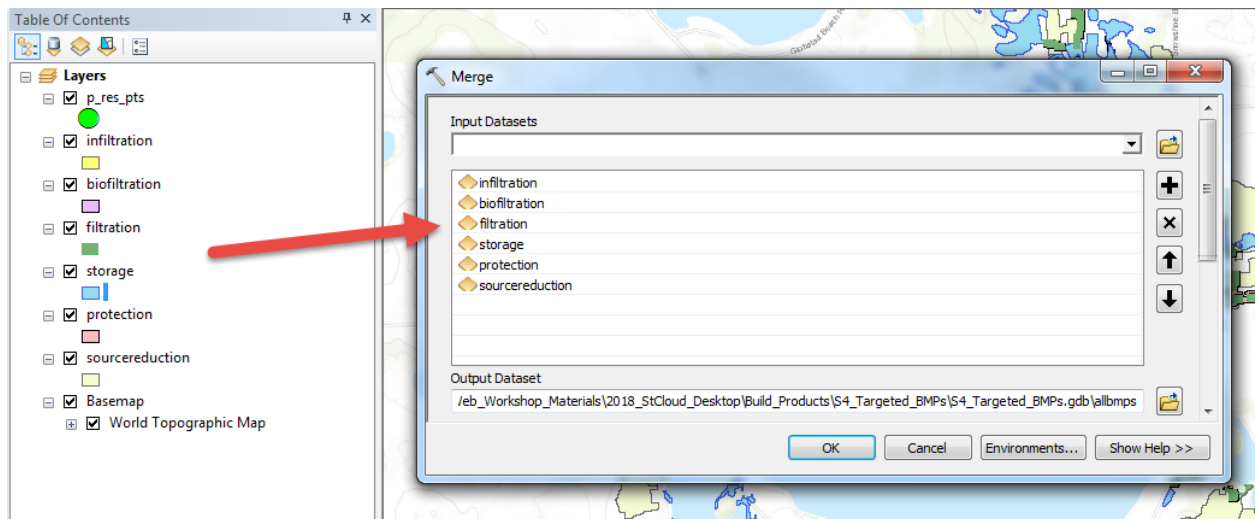 Table Of Contents
Layers
p_res_pts
infiltration
biofiltration
filtration
storage
protection
sourcereduction
Basemap
World Topographic Map
Merge
Input Datasets
infiltration
biofiltration
filtration
storage
protection
sourcereduction
Output Dataset
/eb_Workshop_Materials\2018_StCloud_Desktop\Build_Products\S4_Targeted_BMPs\S4_Targeted_BMPs.gdb\allbmps
OK
Cancel
Environments...
Show Help >>
Beach